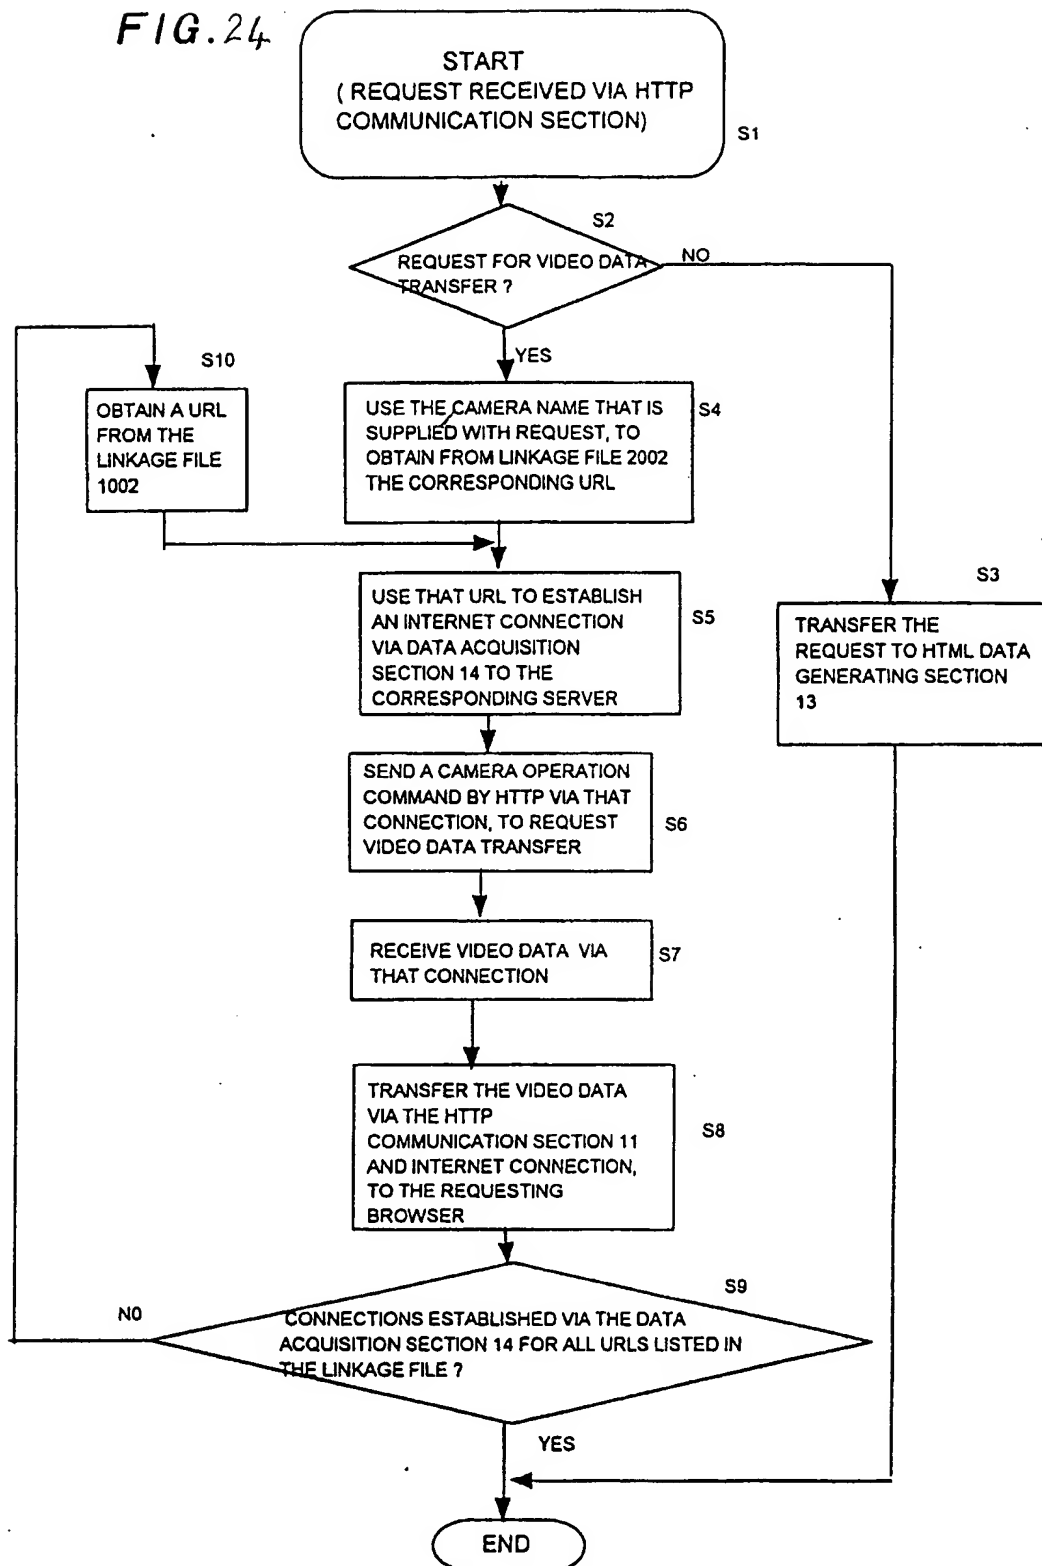 FIG.24
START
( REQUEST RECEIVED VIA HTTP
COMMUNICATION SECTION)
S1
S2
REQUEST FOR VIDEO DATA
TRANSFER ?
NO
YES
S10
OBTAIN A URL
FROM THE
LINKAGE FILE
1002
USE THE CAMERA NAME THAT IS
SUPPLIED WITH REQUEST, TO
OBTAIN FROM LINKAGE FILE 2002
THE CORRESPONDING URL
S4
USE THAT URL TO ESTABLISH
AN INTERNET CONNECTION
VIA DATA ACQUISITION
SECTION 14 TO THE
CORRESPONDING SERVER
S5
S3
TRANSFER THE
REQUEST TO HTML DATA
GENERATING SECTION
13
SEND A CAMERA OPERATION
COMMAND BY HTTP VIA THAT
CONNECTION, TO REQUEST
VIDEO DATA TRANSFER
S6
RECEIVE VIDEO DATA VIA
THAT CONNECTION
S7
TRANSFER THE VIDEO DATA
VIA THE HTTP
COMMUNICATION SECTION 11
AND INTERNET CONNECTION,
TO THE REQUESTING
BROWSER
S8
S9
N0
CONNECTIONS ESTABLISHED VIA THE DATA
ACQUISITION SECTION 14 FOR ALL URLS LISTED IN
THE LINKAGE FILE ?
YES
END